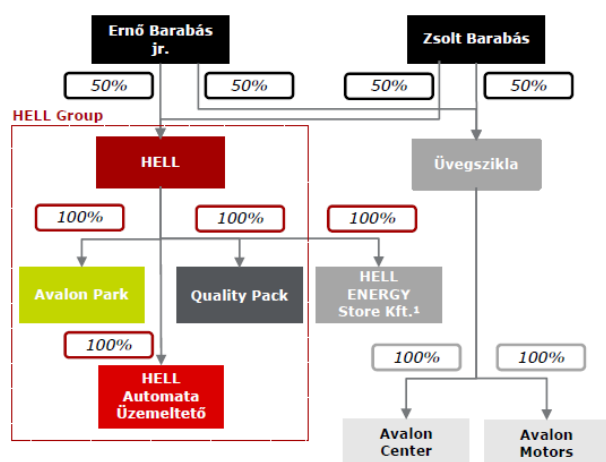 Ernő Barabás
jr.
Zsolt Barabás
50%
50%
50%
50%
HELL Group
HELL
Üvegszikla
100%
100%
100%
Avalon Park
Quality Pack
HELL
ENERGY
Store Kft.¹
100%
100%
100%
HELL
Automata
Üzemeltető
Avalon
Center
Avalon
Motors